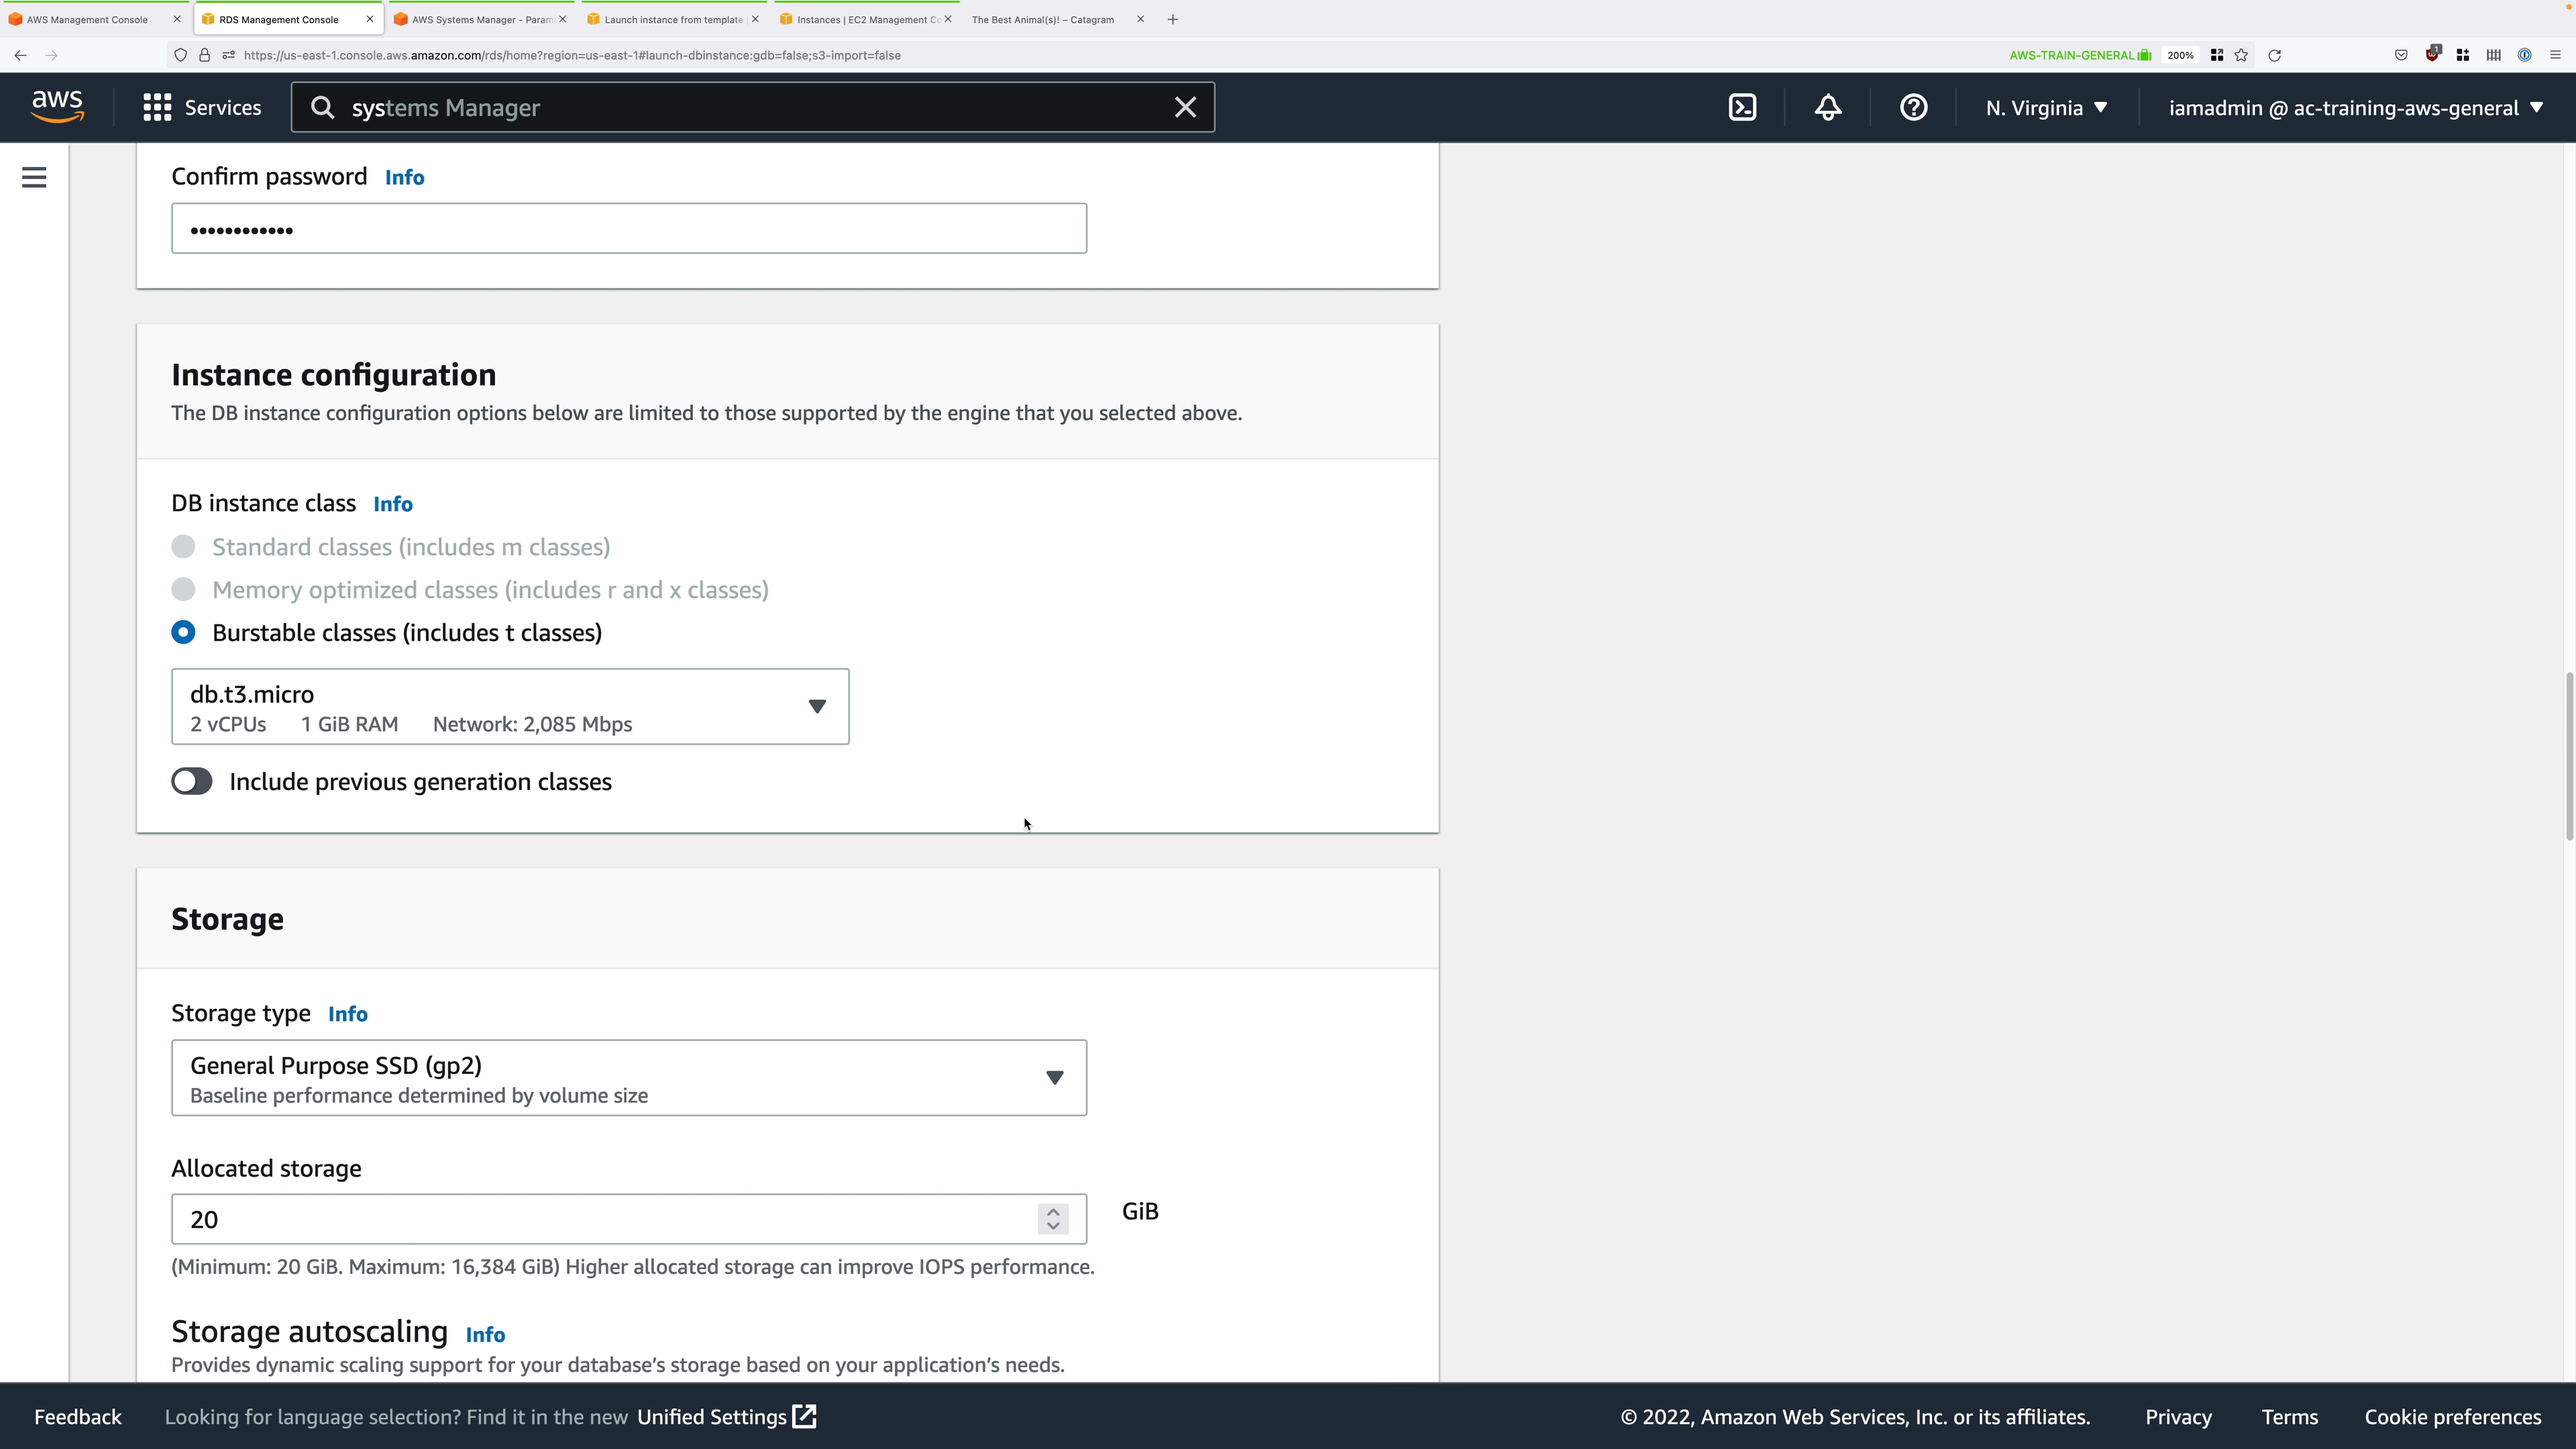 AWS Management Console
RDS Management Console
AWS Systems Manager - Param
Launch instance from template
Instances | EC2 Management Co
The Best Animal(s)! – Catagram
https://us-east-1.console.aws.amazon.com/rds/home?region=us-east-1#launch-dbinstance:gdb=false;s3-import=false
AWS-TRAIN-GENERAL
200%
1
aws
Services
systems Manager
N. Virginia
iamadmin @ ac-training-aws-general
Confirm password Info
••••••••••••
Instance configuration
The DB instance configuration options below are limited to those supported by the engine that you selected above.
DB instance class Info
Standard classes (includes m classes)
Memory optimized classes (includes r and x classes)
Burstable classes (includes t classes)
db.t3.micro
2 vCPUs 1 GiB RAM Network: 2,085 Mbps
Include previous generation classes
Storage
Storage type Info
General Purpose SSD (gp2)
Baseline performance determined by volume size
Allocated storage
20
GiB
(Minimum: 20 GiB. Maximum: 16,384 GiB) Higher allocated storage can improve IOPS performance.
Storage autoscaling Info
Provides dynamic scaling support for your database's storage based on your application's needs.
Feedback
Looking for language selection? Find it in the new Unified Settings
© 2022, Amazon Web Services, Inc. or its affiliates.
Privacy
Terms
Cookie preferences